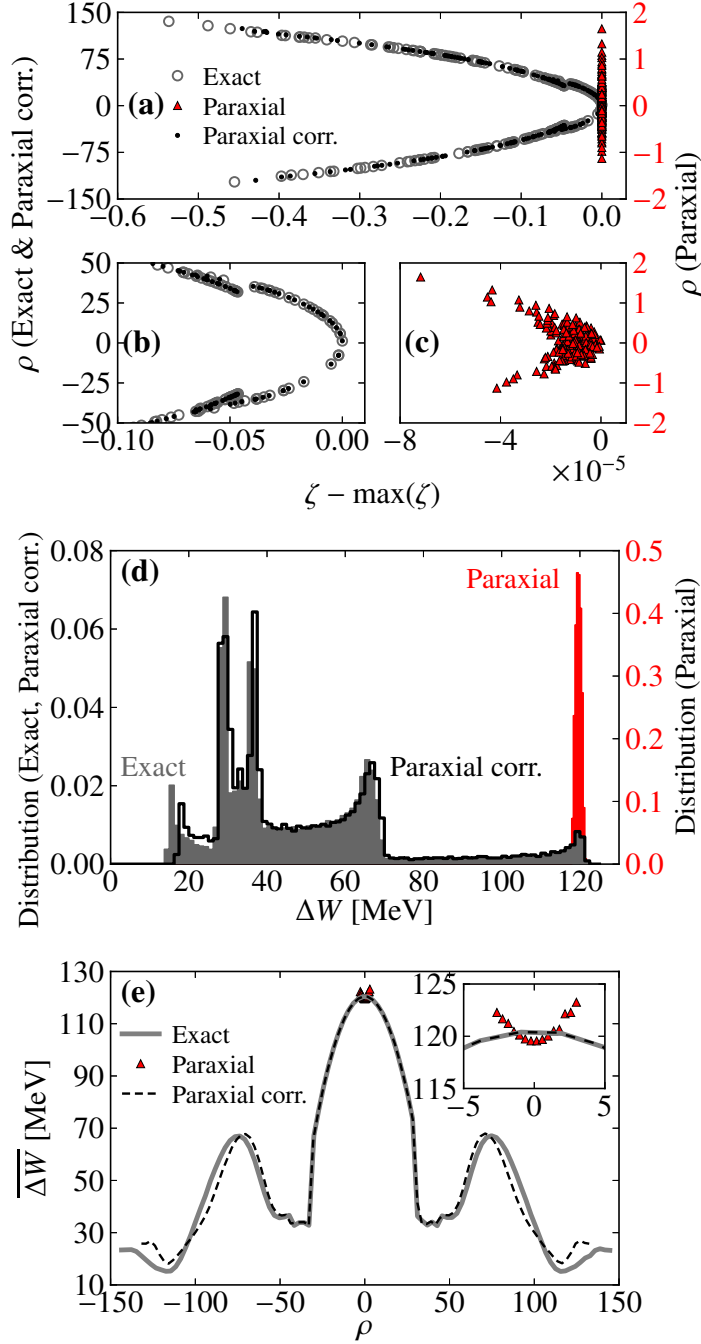 ρ (Exact & Paraxial corr.)
150
75
0
−75
−150
(a)
Exact
Paraxial
Paraxial corr.
2
1
0
−1
−2
ρ (Paraxial)
−0.6 −0.5 −0.4 −0.3 −0.2 −0.1 0.0
50
25
0
−25
−50
(b)
−0.10 −0.05 0.00
(c)
2
1
0
−1
−2
−8 −4 0
×10⁻⁵
ζ − max(ζ)
Distribution (Exact, Paraxial corr.)
0.08
0.06
0.04
0.02
0.00
(d)
Exact
Paraxial corr.
Paraxial
0.5
0.4
0.3
0.2
0.1
0.0
Distribution (Paraxial)
0 20 40 60 80 100 120
ΔW [MeV]
ΔW [MeV]
130
110
90
70
50
30
10
(e)
Exact
Paraxial
Paraxial corr.
125
120
115
−5 0 5
−150 −100 −50 0 50 100 150
ρ